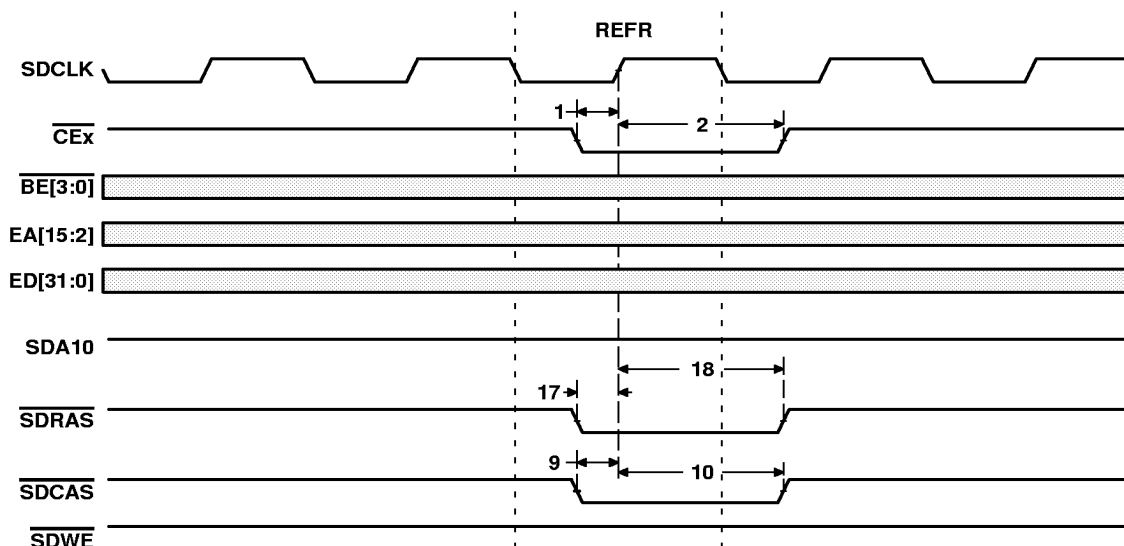 REFR
SDCLK
1
CEx
2
BE[3:0]
EA[15:2]
ED[31:0]
SDA10
18
17
SDRAS
9
10
SDCAS
SDWE